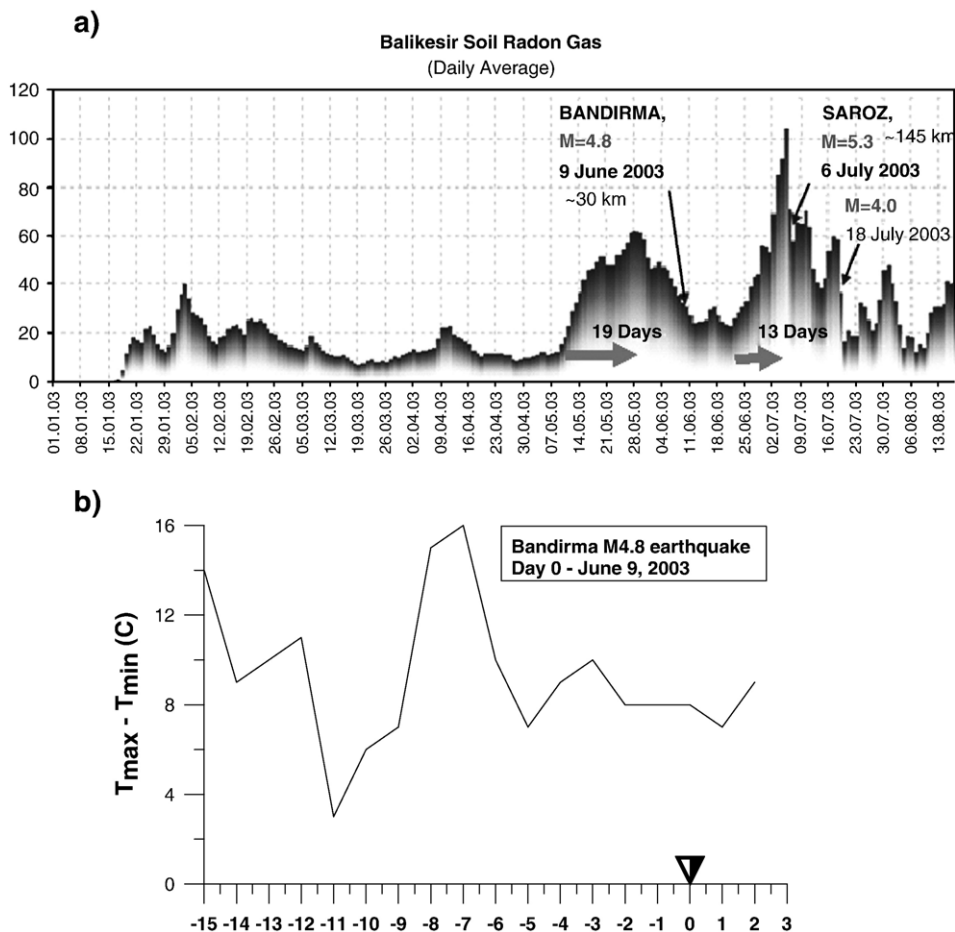 a)
Balikesir Soil Radon Gas
(Daily Average)
120
100
80
60
40
20
0
BANDIRMA,
M=4.8
9 June 2003
~30 km
SAROZ,
M=5.3 ~145 km
6 July 2003
M=4.0
18 July 2003
19 Days
13 Days
01.01.03
08.01.03
15.01.03
22.01.03
29.01.03
05.02.03
12.02.03
19.02.03
26.02.03
05.03.03
12.03.03
19.03.03
26.03.03
02.04.03
09.04.03
16.04.03
23.04.03
30.04.03
07.05.03
14.05.03
21.05.03
28.05.03
04.06.03
11.06.03
18.06.03
25.06.03
02.07.03
09.07.03
16.07.03
23.07.03
30.07.03
06.08.03
13.08.03
b)
Tmax - Tmin (C)
16
12
8
4
0
Bandirma M4.8 earthquake
Day 0 - June 9, 2003
-15 -14 -13 -12 -11 -10 -9 -8 -7 -6 -5 -4 -3 -2 -1 0 1 2 3